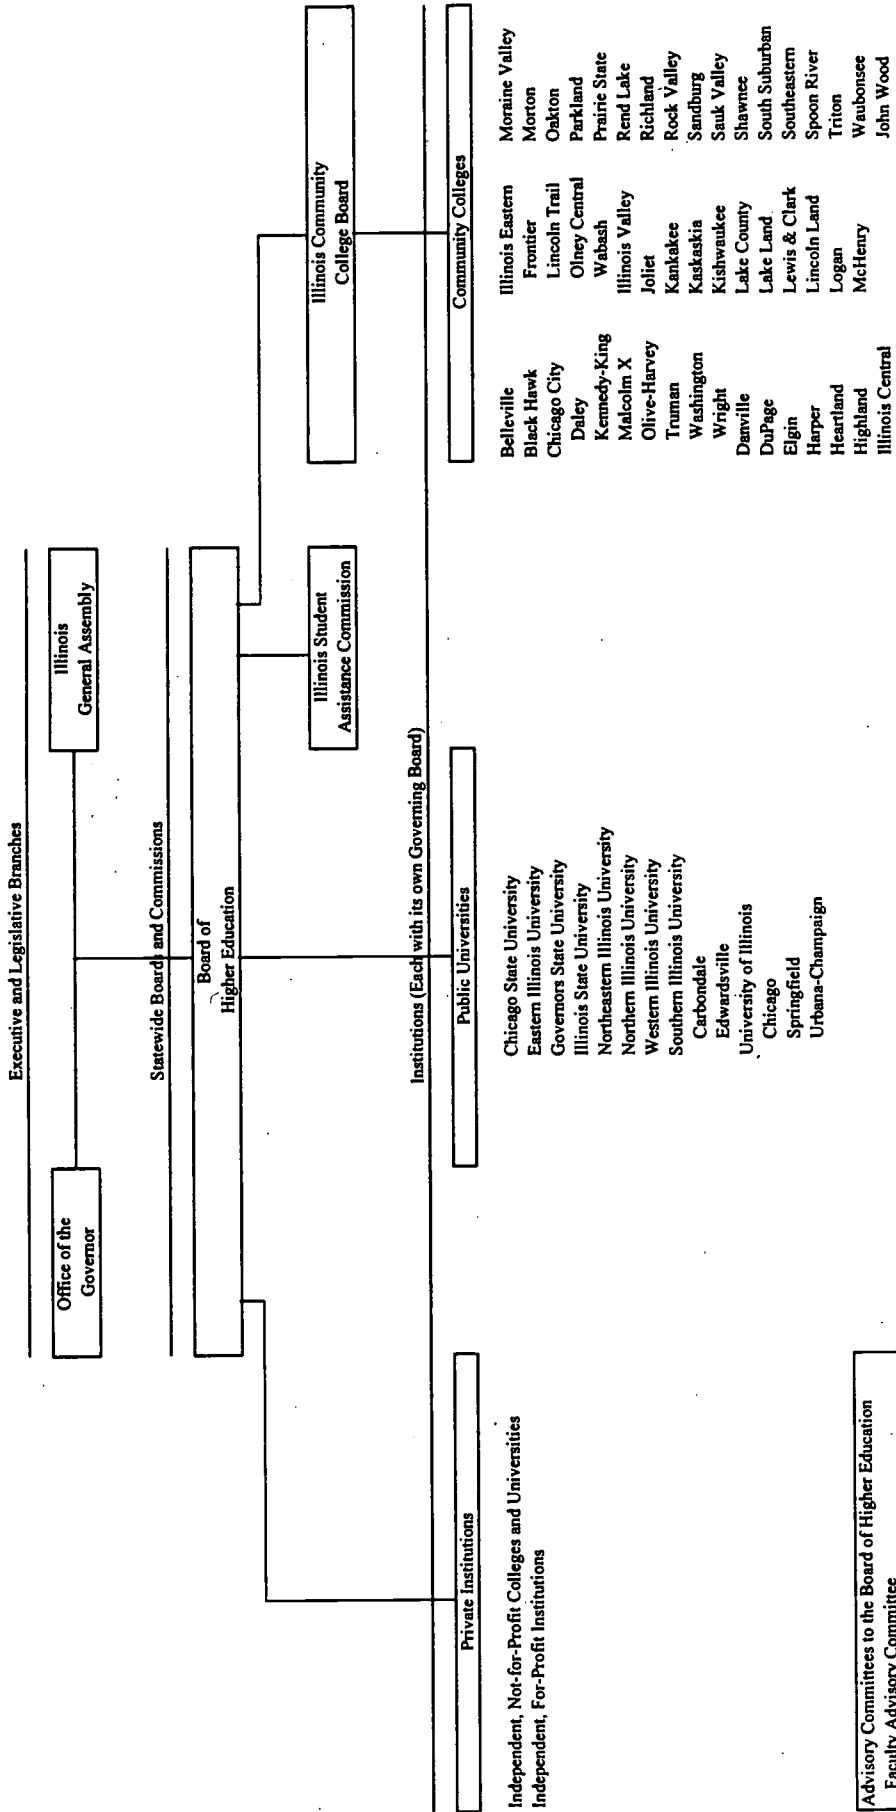 Executive and Legislative Branches
Office of the
Governor
Illinois
General Assembly
Statewide Boards and Commissions
Board of
Higher Education
Illinois Student
Assistance Commission
Illinois Community
College Board
Institutions (Each with its own Governing Board)
Private Institutions
Independent, Not-for-Profit Colleges and Universities
Independent, For-Profit Institutions
Public Universities
Chicago State University
Eastern Illinois University
Governors State University
Illinois State University
Northeastern Illinois University
Northern Illinois University
Western Illinois University
Southern Illinois University
Carbondale
Edwardsville
University of Illinois
Chicago
Springfield
Urbana-Champaign
Community Colleges
Belleville
Black Hawk
Chicago City
Daley
Kennedy-King
Malcolm X
Olive-Harvey
Truman
Washington
Wright
Danville
DuPage
Elgin
Harper
Heartland
Highland
Illinois Central
Illinois Eastern
Frontier
Lincoln Trail
Olney Central
Wabash
Illinois Valley
Joliet
Kankakee
Kaskaskia
Kishwaukee
Lake County
Lake Land
Lewis & Clark
Lincoln Land
Logan
McHenry
Moraine Valley
Morton
Oakton
Parkland
Prairie State
Rend Lake
Richland
Rock Valley
Sandburg
Sauk Valley
Shawnee
South Suburban
Southeastern
Spoon River
Triton
Waubonsee
John Wood
Advisory Committees to the Board of Higher Education
Faculty Advisory Committee